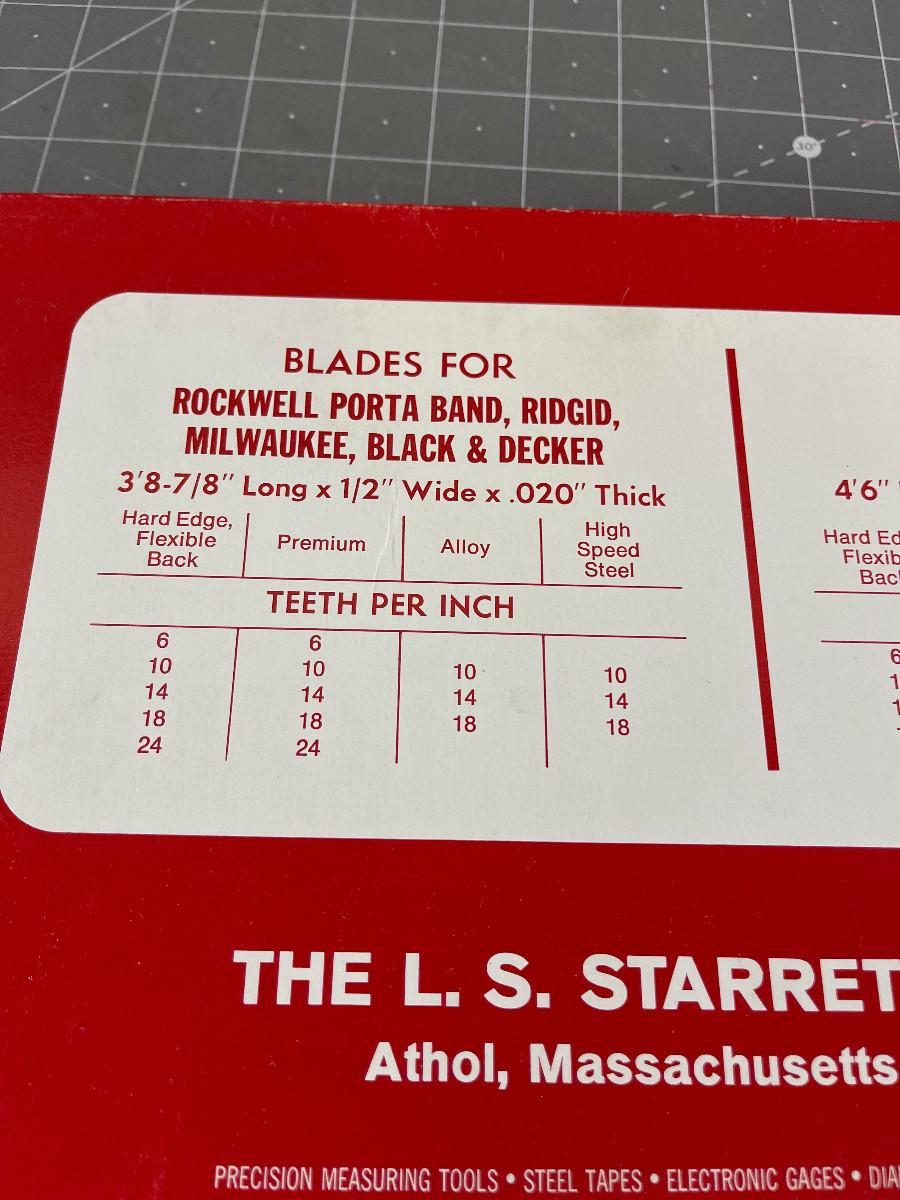 30°
BLADES FOR
ROCKWELL PORTA BAND, RIDGID,
MILWAUKEE, BLACK & DECKER
3'8-7/8" Long x 1/2" Wide x .020" Thick
Hard Edge,
Flexible
Back
Premium
Alloy
High
Speed
Steel
TEETH PER INCH
6 6
10 10 10 10
14 14 14 14
18 18 18 18
24 24
4'6"
Hard
6
THE L. S.
Athol, Massachusetts
PRECISION MEASURING TOOLS • STEEL TAPES • ELECTRONIC GAGES •